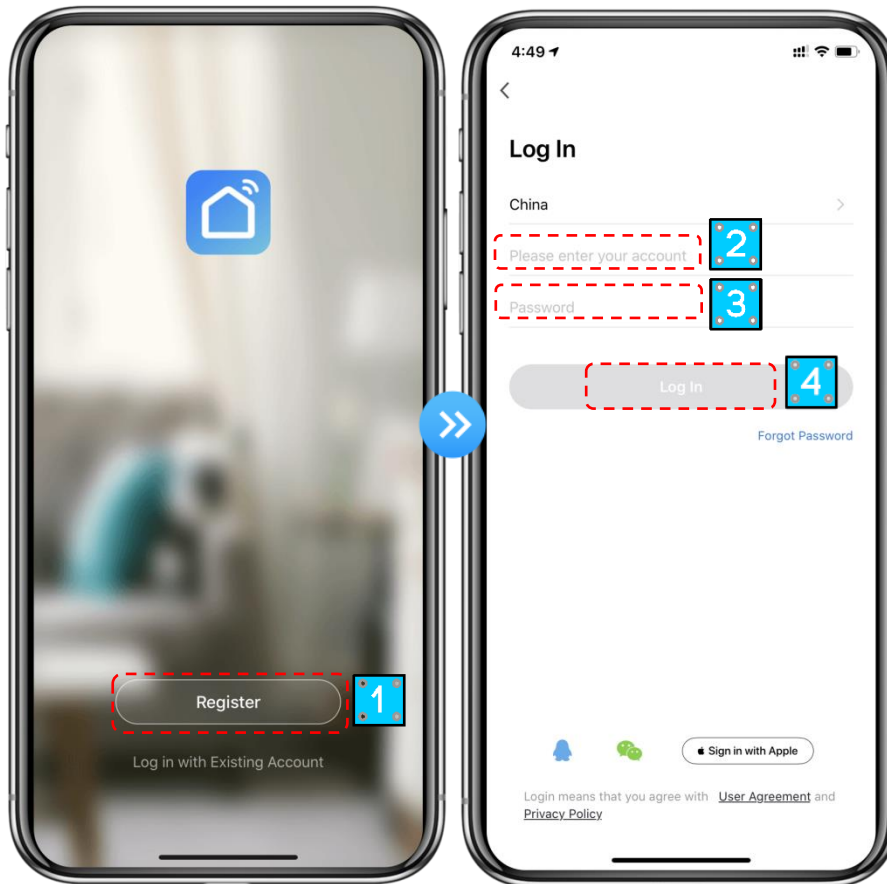 Register
1
Log in with Existing Account
4:49
Log In
China
Please enter your account
2
Password
3
Log In
4
Forgot Password
Sign in with Apple
Login means that you agree with User Agreement and
Privacy Policy